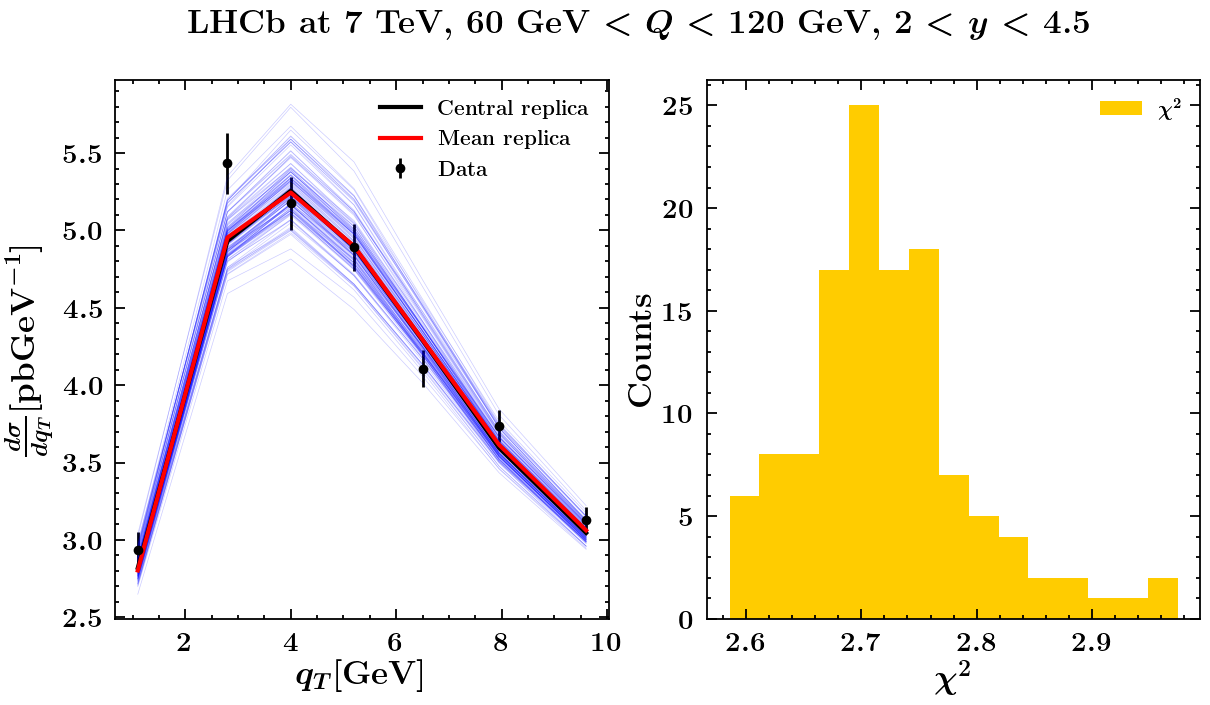 LHCb at 7 TeV, 60 GeV < Q < 120 GeV, 2 < y < 4.5
Central replica
Mean replica
Data
5.5
5.0
4.5
4.0
3.5
3.0
2.5
dσ/dq_T [pbGeV⁻¹]
2 4 6 8 10
q_T[GeV]
χ²
25
20
15
10
5
0
Counts
2.6 2.7 2.8 2.9
χ²